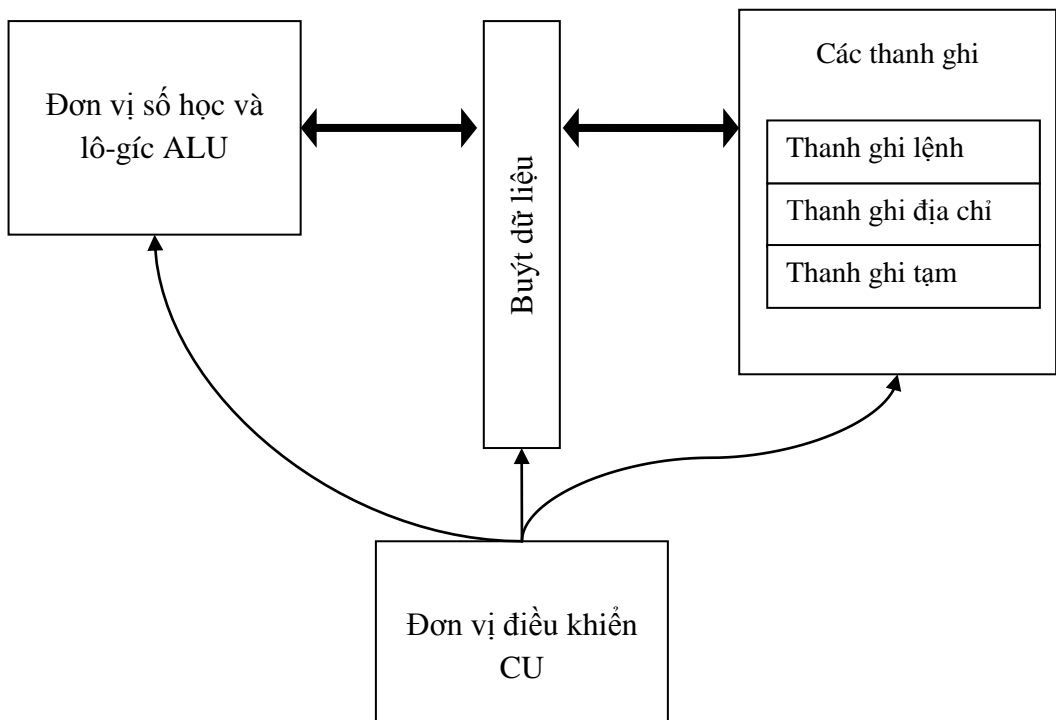 Đơn vị số học và
lô-gíc ALU
Buýt dữ liệu
Các thanh ghi
Thanh ghi lệnh
Thanh ghi địa chỉ
Thanh ghi tạm
Đơn vị điều khiển
CU